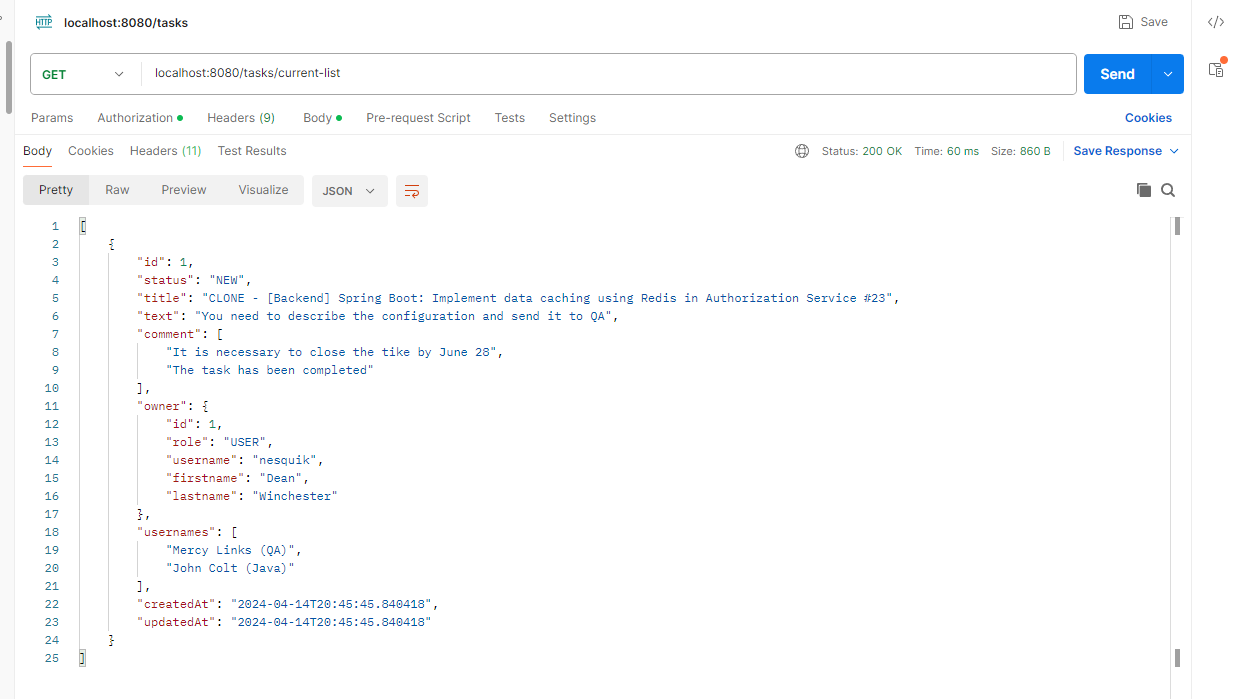 HTTP localhost:8080/tasks Save
GET localhost:8080/tasks/current-list Send
Params Authorization Headers (9) Body Pre-request Script Tests Settings Cookies
Body Cookies Headers (11) Test Results Status: 200 OK Time: 60 ms Size: 860 B Save Response
Pretty Raw Preview Visualize JSON
1 [
2 {
3 "id": 1,
4 "status": "NEW",
5 "title": "CLONE - [Backend] Spring Boot: Implement data caching using Redis in Authorization Service #23",
6 "text": "You need to describe the configuration and send it to QA",
7 "comment": [
8 "It is necessary to close the tike by June 28",
9 "The task has been completed"
10 ],
11 "owner": {
12 "id": 1,
13 "role": "USER",
14 "username": "nesquik",
15 "firstname": "Dean",
16 "lastname": "Winchester"
17 },
18 "usernames": [
19 "Mercy Links (QA)",
20 "John Colt (Java)"
21 ],
22 "createdAt": "2024-04-14T20:45:45.840418",
23 "updatedAt": "2024-04-14T20:45:45.840418"
24 }
25 ]